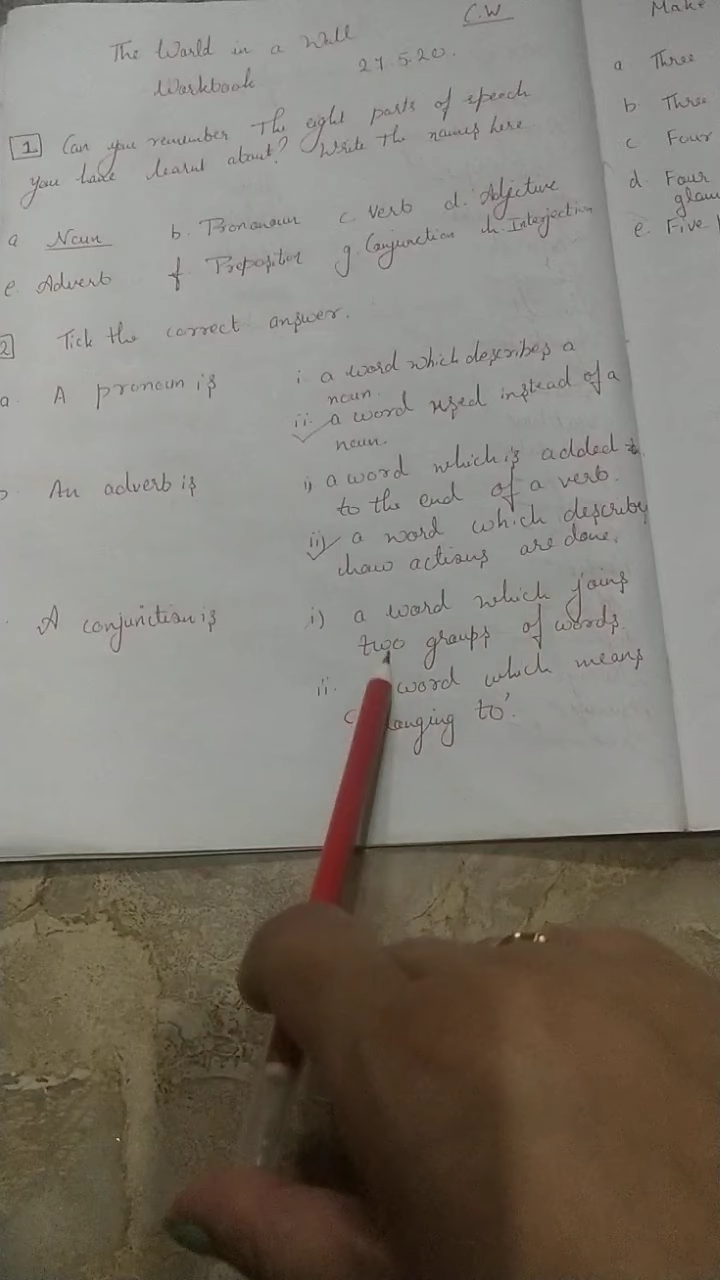 C.W
The World in a Wall
Workbook 27.5.20.
1 Can you remember The eight parts of speech
you have learnt about? Write The names here
a Noun b. Pronoun c verb d. Adjective
e. Adverb f Preposition g. Conjunction h. Interjection
2 Tick the correct answer.
a. A pronoun is i. a word which describes a
noun.
ii. a word used instead of a
noun.
An adverb is i) a word which is added
to the end of a verb.
ii) a word which describes
how actions are done.
A conjunction is i) a word which joins
two groups of words.
ii. word which means
longing to'.
Make
a Three
b. Three
c Four
d. Four
glam
e. Five